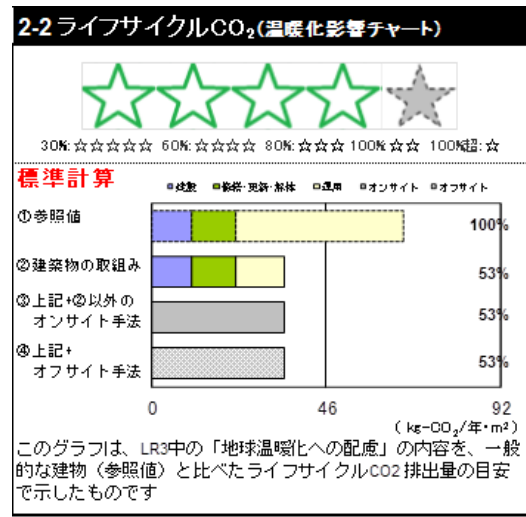 2-2 ライフサイクルCO₂(温暖化影響チャート)
30%: ☆☆☆☆☆ 60%: ☆☆☆☆ 80%: ☆☆☆ 100%: ☆☆ 100%超: ☆
標準計算
建設 修繕・更新・解体 運用 オンサイト オフサイト
①参照値 100%
②建築物の取組み 53%
③上記+②以外の
オンサイト手法 53%
④上記+
オフサイト手法 53%
0 46 92
( kg-CO₂/年・m²)
このグラフは、LR3中の「地球温暖化への配慮」の内容を、一般
的な建物(参照値)と比べたライフサイクルCO2 排出量の目安
で示したものです